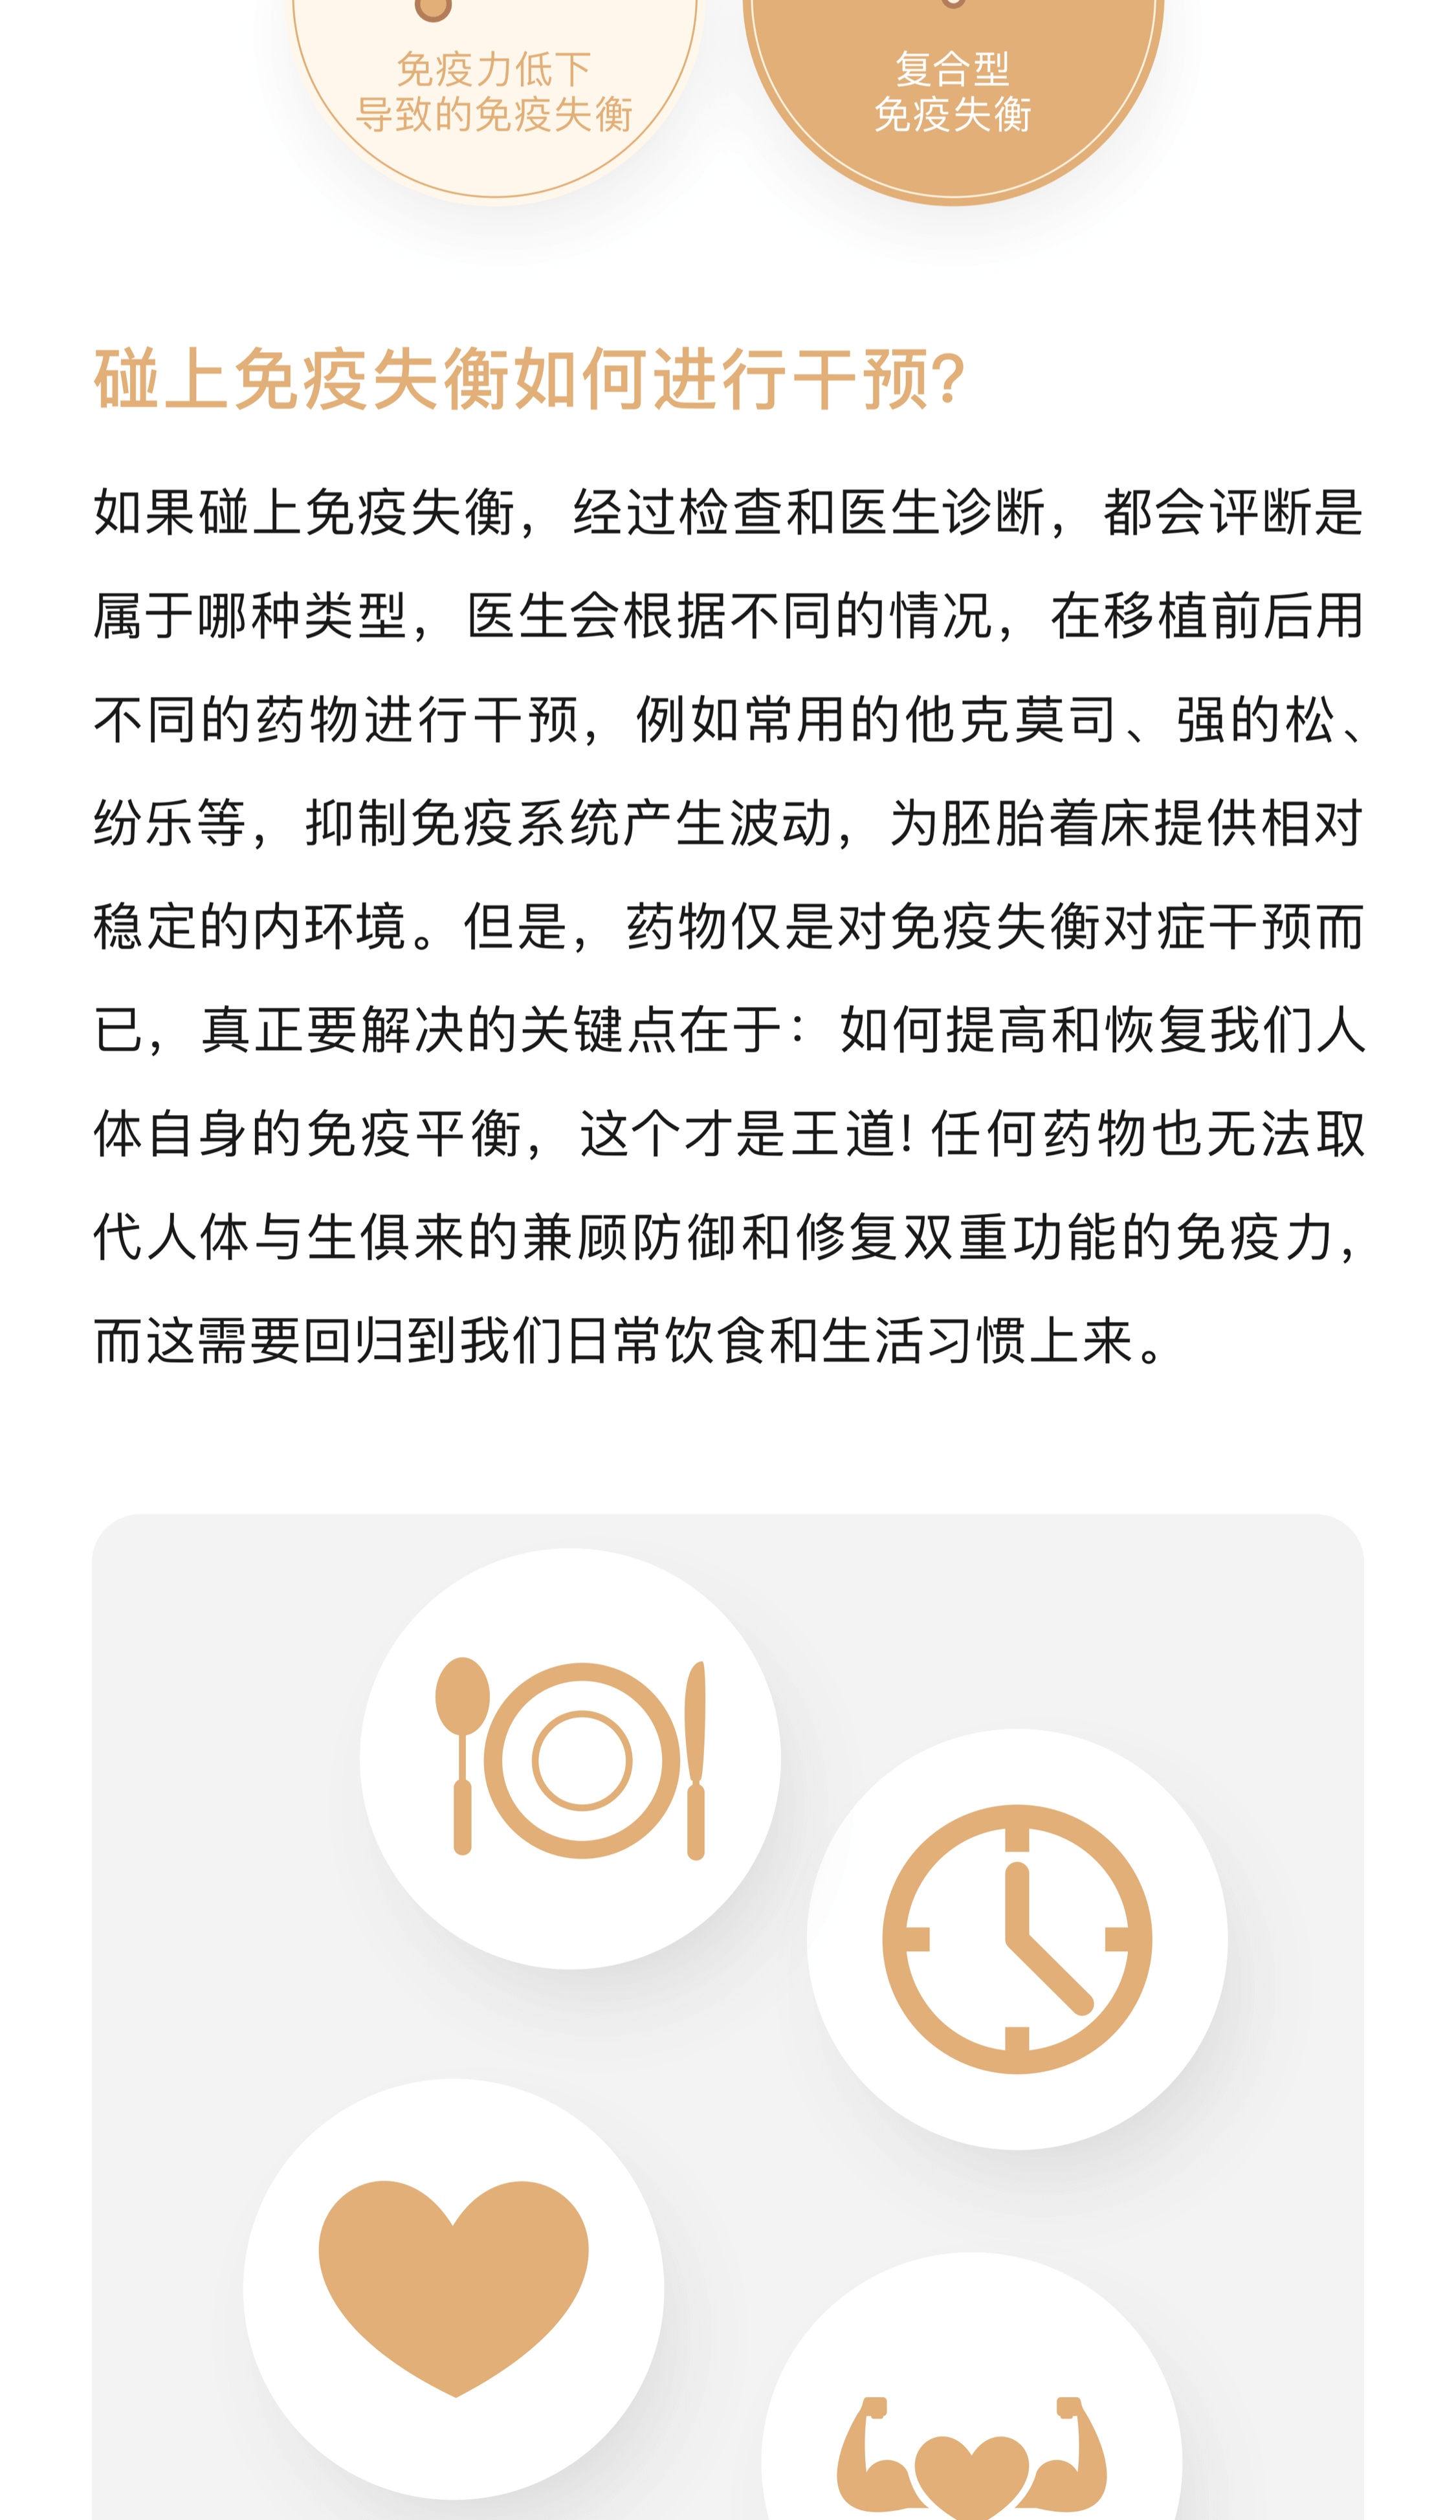 免疫力低下
导致的免疫失衡
复合型
免疫失衡
碰上免疫失衡如何进行干预?
如果碰上免疫失衡，经过检查和医生诊断，都会评断是
属于哪种类型，医生会根据不同的情况，在移植前后用
不同的药物进行干预，例如常用的他克莫司、强的松、
纷乐等，抑制免疫系统产生波动，为胚胎着床提供相对
稳定的内环境。但是，药物仅是对免疫失衡对症干预而
已，真正要解决的关键点在于：如何提高和恢复我们人
体自身的免疫平衡，这个才是王道！任何药物也无法取
代人体与生俱来的兼顾防御和修复双重功能的免疫力，
而这需要回归到我们日常饮食和生活习惯上来。